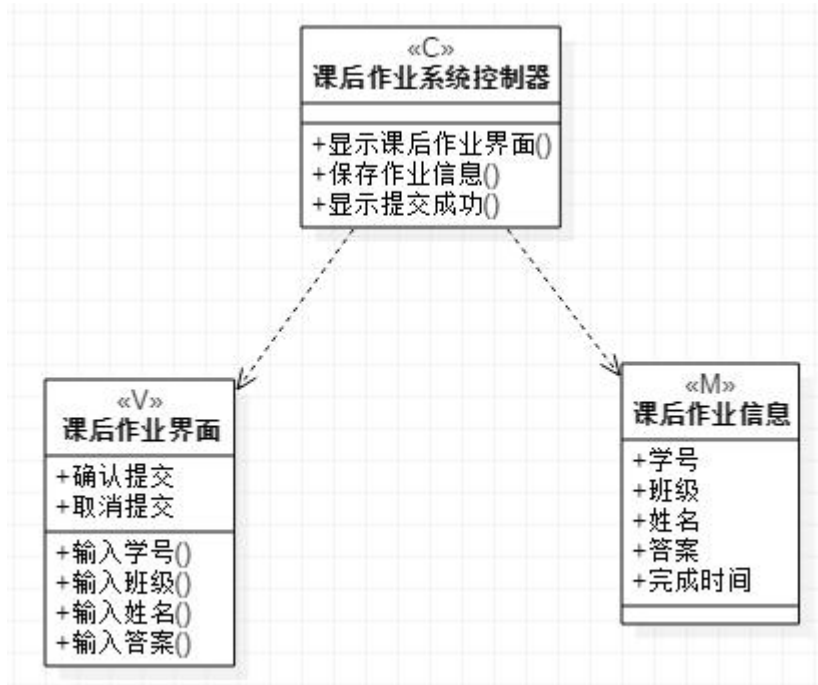 «C»
课后作业系统控制器
+显示课后作业界面()
+保存作业信息()
+显示提交成功()
«V»
课后作业界面
+确认提交
+取消提交
+输入学号()
+输入班级()
+输入姓名()
+输入答案()
«M»
课后作业信息
+学号
+班级
+姓名
+答案
+完成时间